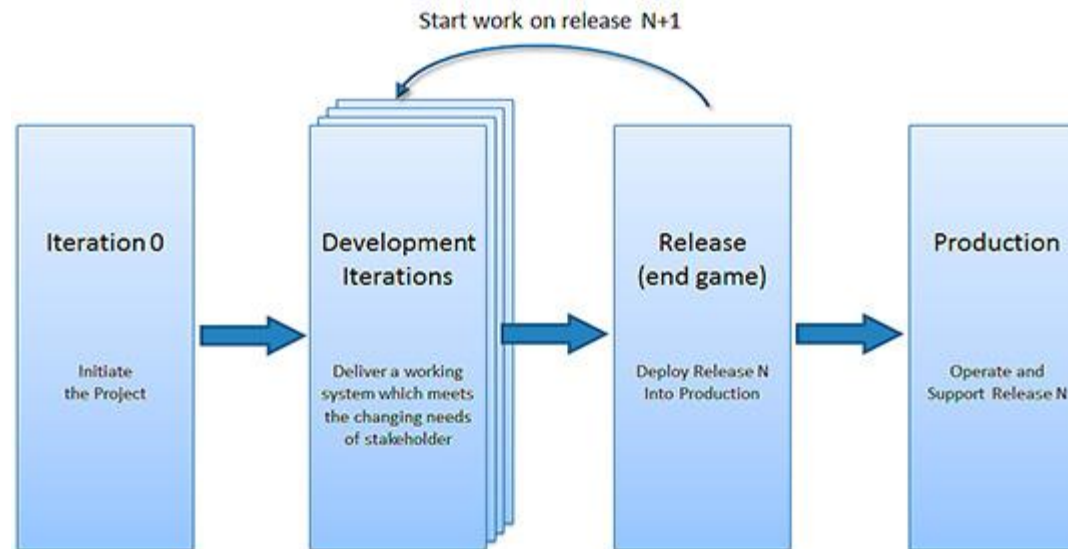 Start work on release N+1
Iteration 0
Initiate
the Project
Development
Iterations
Deliver a working
system which meets
the changing needs
of stakeholder
Release
(end game)
Deploy Release N
Into Production
Production
Operate and
Support Release N